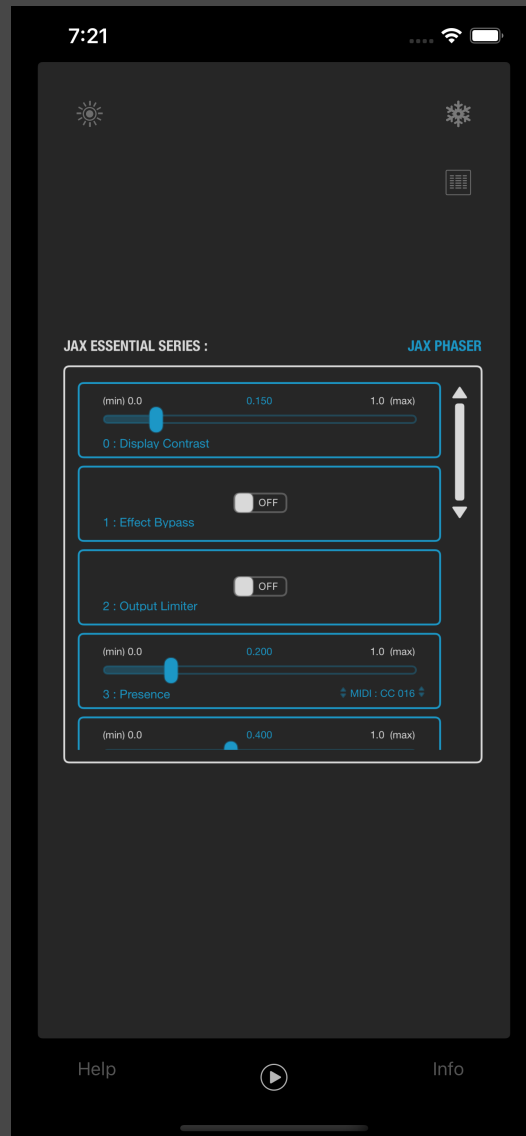 7:21
JAX ESSENTIAL SERIES :
JAX PHASER
(min) 0.0 0.150 1.0 (max)
0 : Display Contrast
OFF
1 : Effect Bypass
OFF
2 : Output Limiter
(min) 0.0 0.200 1.0 (max)
3 : Presence MIDI : CC 016
(min) 0.0 0.400 1.0 (max)
Help Info